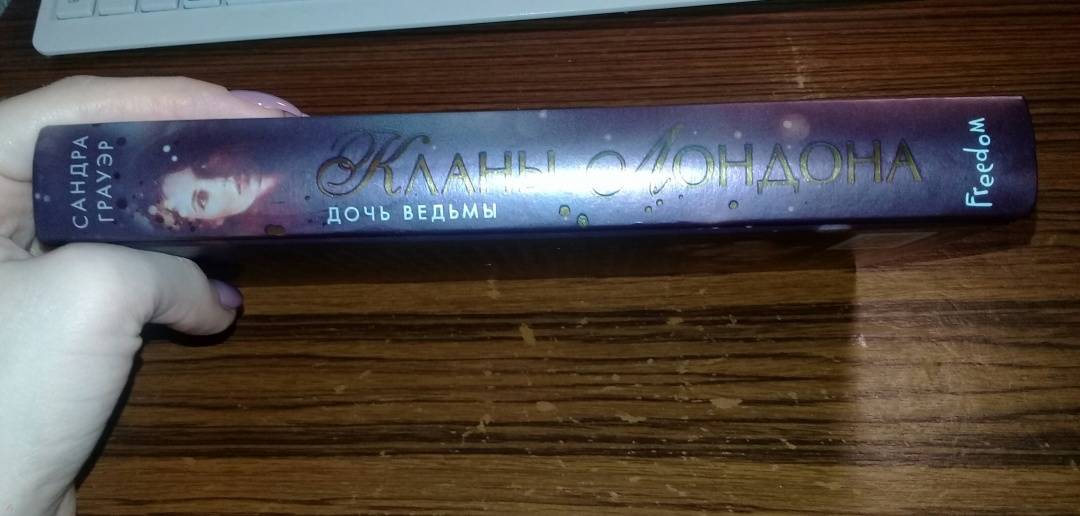 САНДРА
ГРАУЭР
Кланы Лондона
ДОЧЬ ВЕДЬМЫ
Freedom